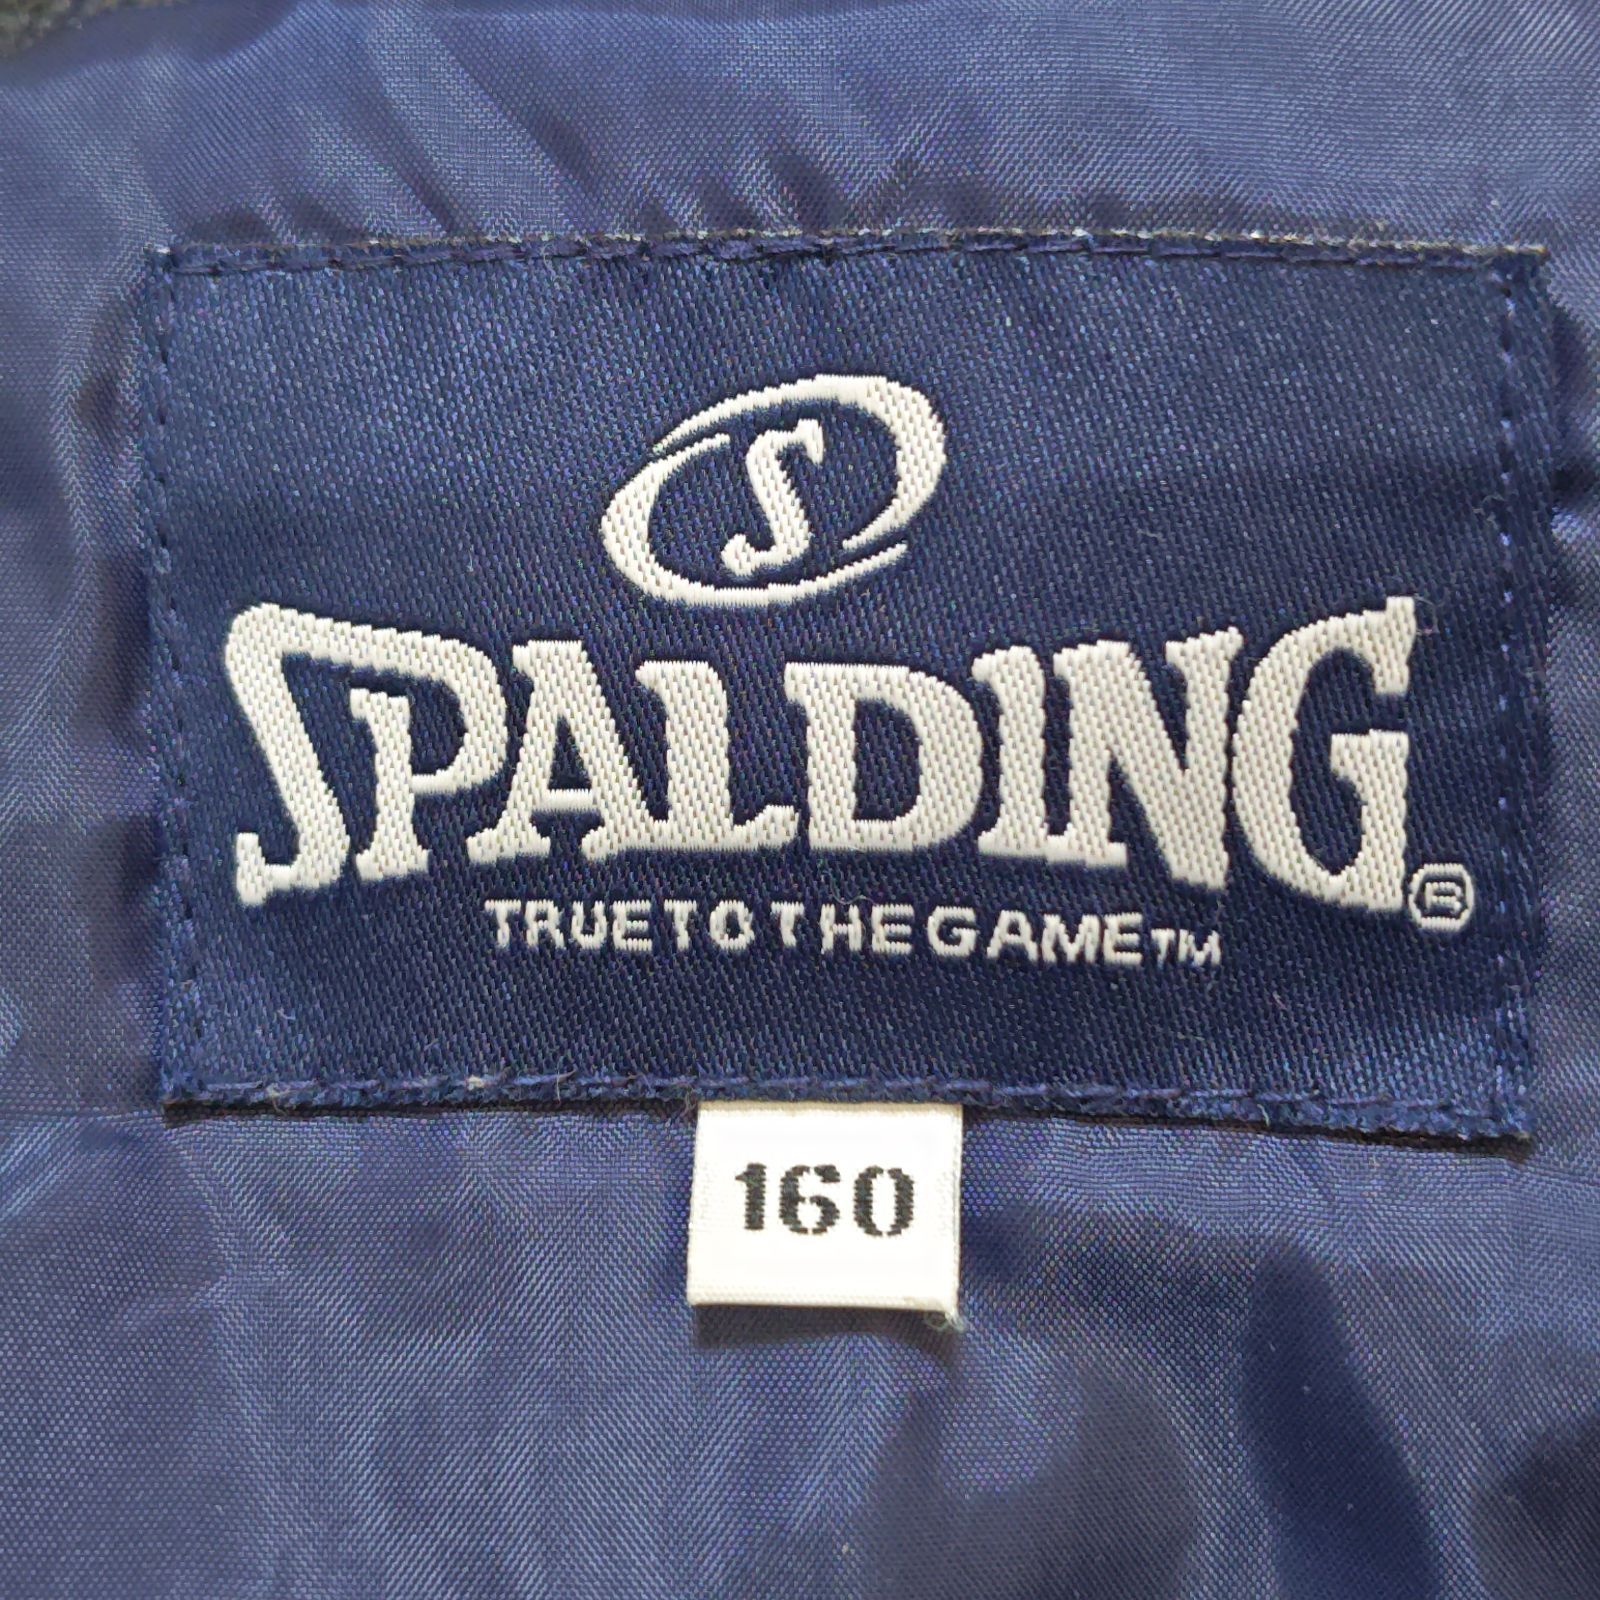 S
SPALDING®
TRUE TO THE GAME™
160